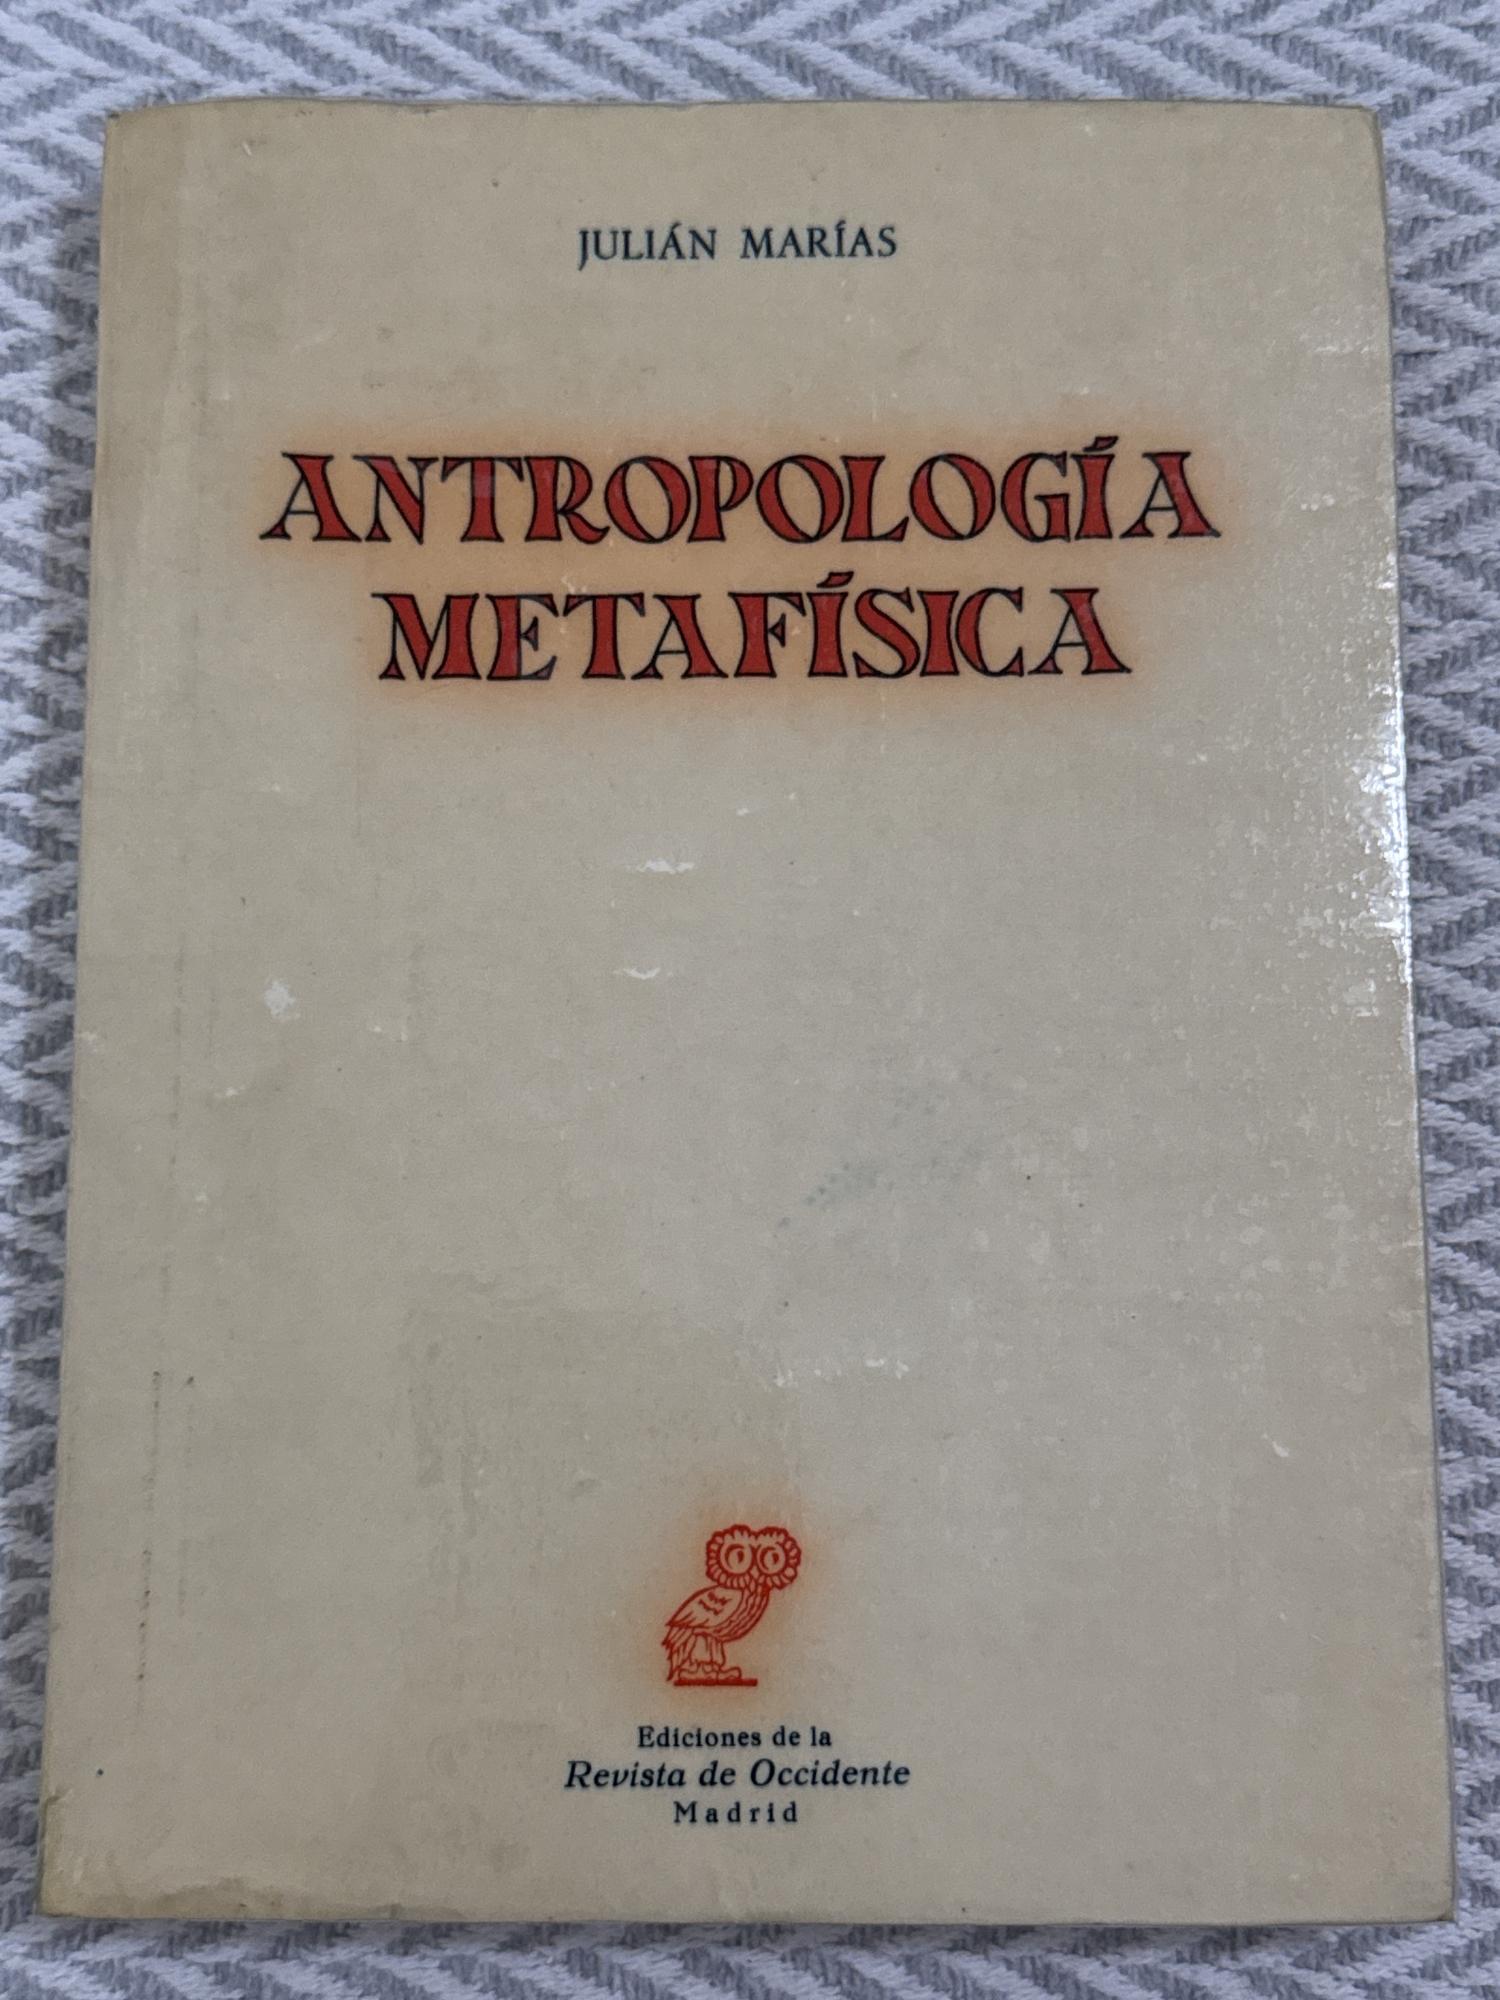 JULIÁN MARÍAS
ANTROPOLOGÍA
METAFÍSICA
Ediciones de la
Revista de Occidente
Madrid